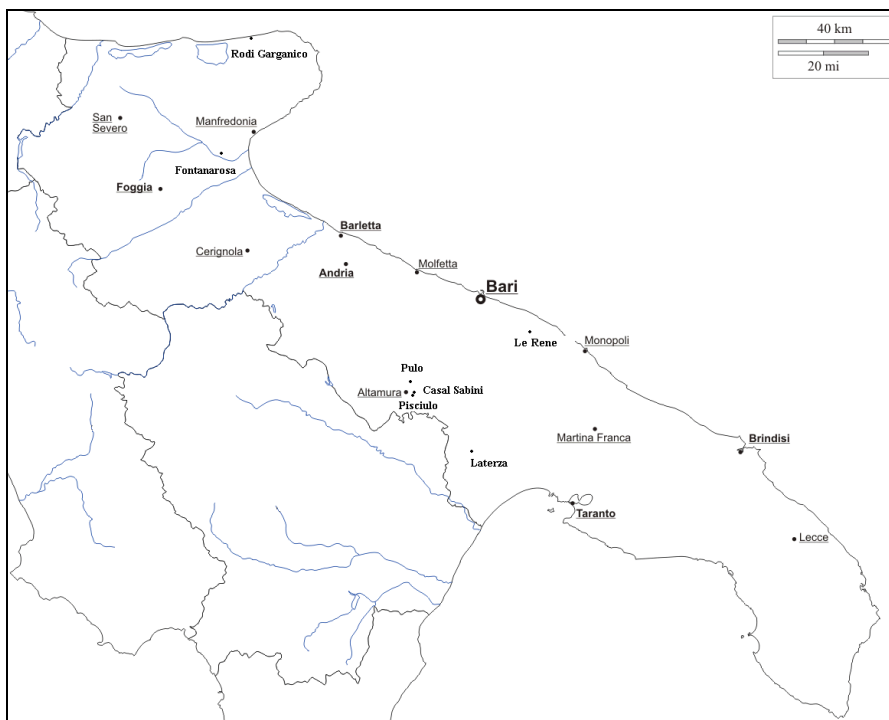 40 km
20 mi
Rodi Garganico
San
Severo
Manfredonia
Fontanarosa
Foggia
Barletta
Cerignola
Andria
Molfetta
Bari
Le Rene
Monopoli
Pulo
Altamura
Casal Sabini
Pisciulo
Martina Franca
Brindisi
Laterza
Taranto
Lecce